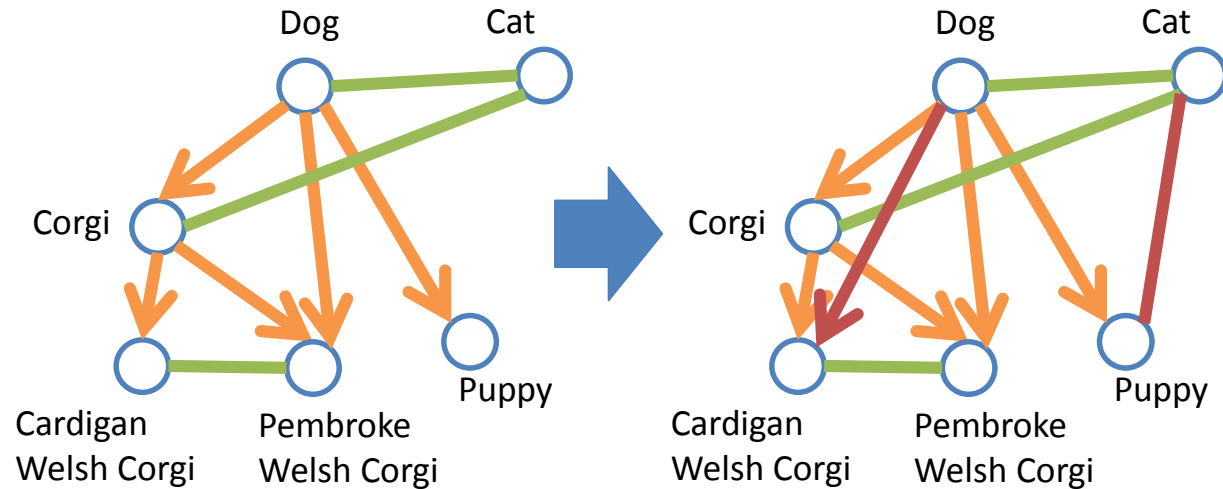 Dog
Cat
Corgi
Puppy
Cardigan
Welsh Corgi
Pembroke
Welsh Corgi
Dog
Cat
Corgi
Puppy
Cardigan
Welsh Corgi
Pembroke
Welsh Corgi